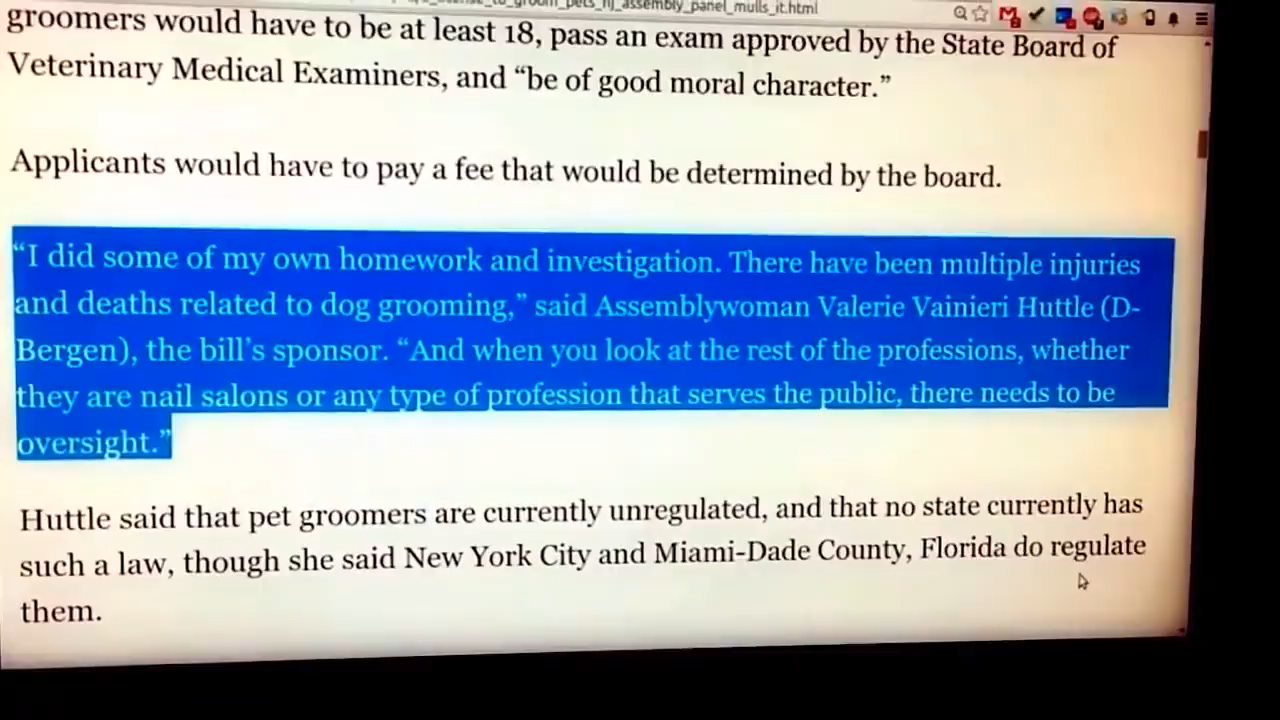 to_groom_pets_nj_assembly_panel_mulls_it.html
groomers would have to be at least 18, pass an exam approved by the State Board of
Veterinary Medical Examiners, and “be of good moral character.”
Applicants would have to pay a fee that would be determined by the board.
“I did some of my own homework and investigation. There have been multiple injuries
and deaths related to dog grooming,” said Assemblywoman Valerie Vainieri Huttle (D-
Bergen), the bill’s sponsor. “And when you look at the rest of the professions, whether
they are nail salons or any type of profession that serves the public, there needs to be
oversight.”
Huttle said that pet groomers are currently unregulated, and that no state currently has
such a law, though she said New York City and Miami-Dade County, Florida do regulate
them.